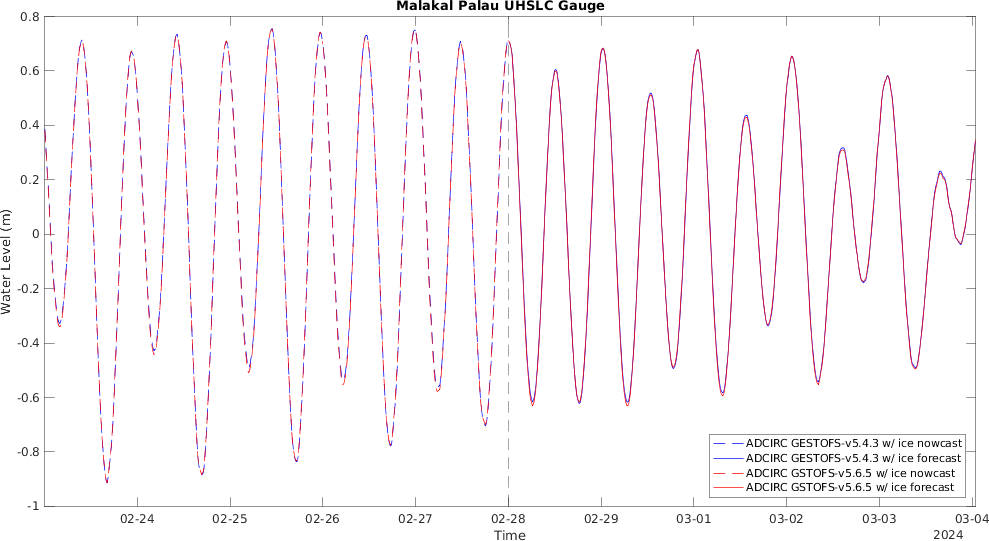 Malakal Palau UHSLC Gauge
0.8
0.6
0.4
0.2
0
-0.2
-0.4
-0.6
-0.8
-1
Water Level (m)
ADCIRC GESTOFS-v5.4.3 w/ ice nowcast
ADCIRC GESTOFS-v5.4.3 w/ ice forecast
ADCIRC GSTOFS-v5.6.5 w/ ice nowcast
ADCIRC GSTOFS-v5.6.5 w/ ice forecast
02-24 02-25 02-26 02-27 02-28 02-29 03-01 03-02 03-03 03-04
Time
2024